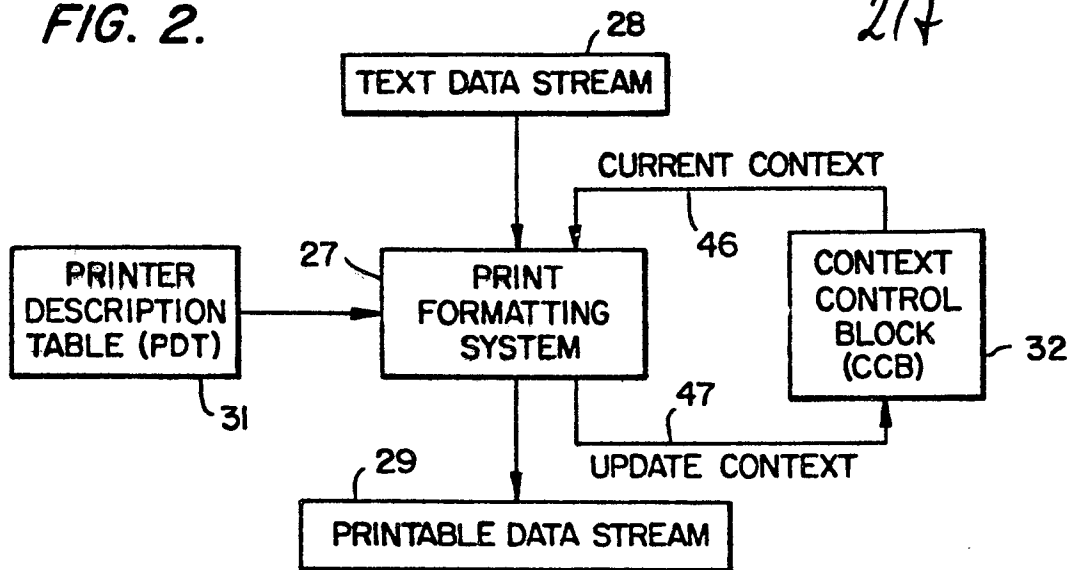 FIG. 2.
2/7
28
TEXT DATA STREAM
CURRENT CONTEXT
46
27
PRINTER
DESCRIPTION
TABLE (PDT)
31
PRINT
FORMATTING
SYSTEM
CONTEXT
CONTROL
BLOCK
(CCB)
32
47
UPDATE CONTEXT
29
PRINTABLE DATA STREAM